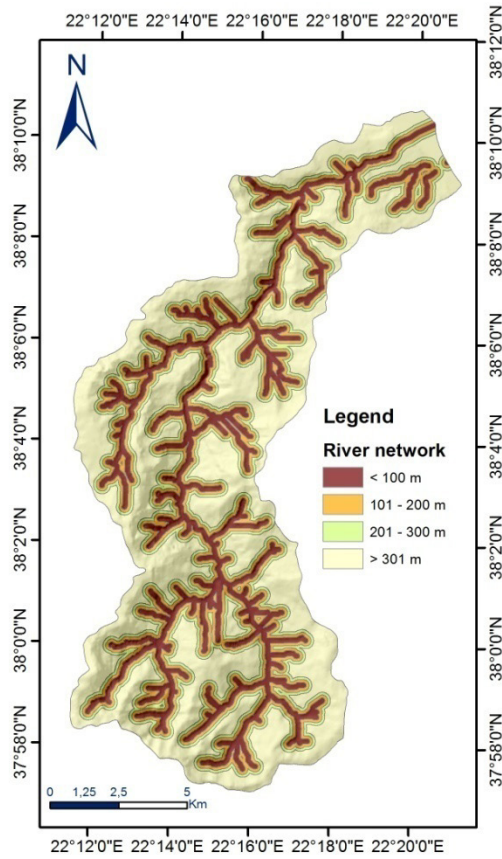 22°12'0"E 22°14'0"E 22°16'0"E 22°18'0"E 22°20'0"E
N
38°12'0"N
38°10'0"N
38°10'0"N
38°8'0"N
38°8'0"N
38°6'0"N
38°6'0"N
38°4'0"N
38°4'0"N
38°2'0"N
38°2'0"N
38°0'0"N
38°0'0"N
37°58'0"N
37°58'0"N
Legend
River network
< 100 m
101 - 200 m
201 - 300 m
> 301 m
0 1,25 2,5 5
Km
22°12'0"E 22°14'0"E 22°16'0"E 22°18'0"E 22°20'0"E